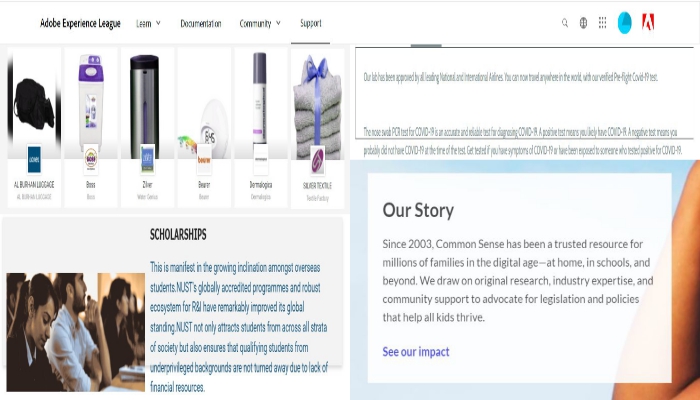 Adobe Experience League
Learn
Documentation
Community
Support
Our lab has been approved by all leading National and International Airlines. You can now travel anywhere in the world, with our verified Pre-flight Covid-19 test.
The nose swab PCR test for COVID-19 is an accurate and reliable test for diagnosing COVID-19. A positive test means you likely have COVID-19. A negative test means you
probably did not have COVID-19 at the time of the test. Get tested if you have symptoms of COVID-19 or have been exposed to someone who tested positive for COVID-19.
AL BURHAN LUGGAGE
AL BURHAN LUGGAGE
Boss
Boss
Zilver
Water Geyser
Beurer
Beurer
Dermalogica
Dermalogica
SILVER TEXTILE
Textile Factory
SCHOLARSHIPS
This is manifest in the growing inclination amongst overseas
students.NUST's globally accredited programmes and robust
ecosystem for R&I have remarkably improved its global
standing.NUST not only attracts students from across all strata
of society but also ensures that qualifying students from
underprivileged backgrounds are not turned away due to lack of
financial resources.
Our Story
Since 2003, Common Sense has been a trusted resource for
millions of families in the digital age—at home, in schools, and
beyond. We draw on original research, industry expertise, and
community support to advocate for legislation and policies
that help all kids thrive.
See our impact